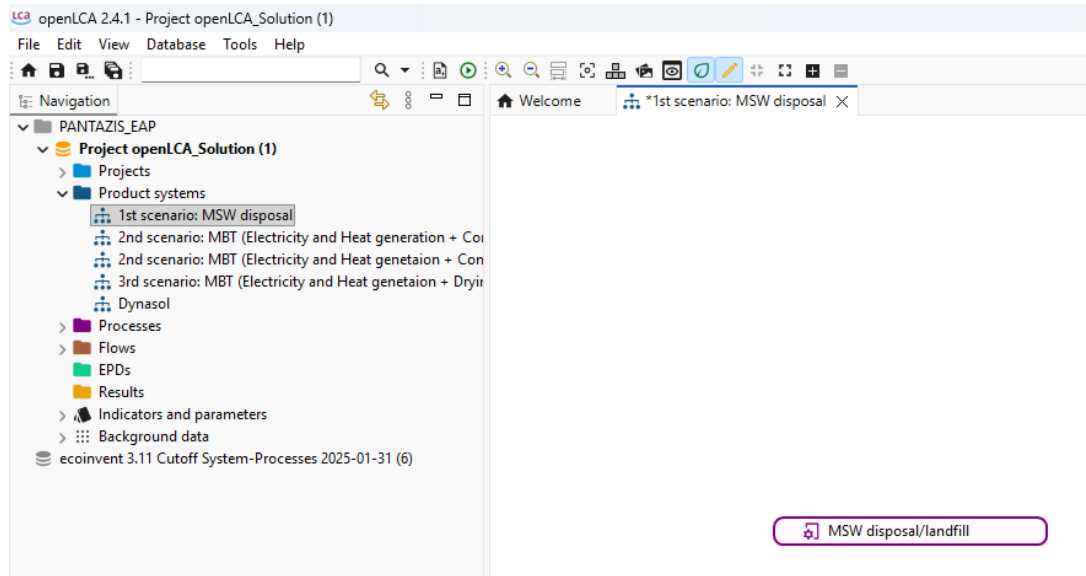 LCA openLCA 2.4.1 - Project openLCA_Solution (1)
File Edit View Database Tools Help
Navigation
Welcome
*1st scenario: MSW disposal
PANTAZIS_EAP
Project openLCA_Solution (1)
Projects
Product systems
1st scenario: MSW disposal
2nd scenario: MBT (Electricity and Heat generation + Co
2nd scenario: MBT (Electricity and Heat genetaion + Con
3rd scenario: MBT (Electricity and Heat genetaion + Dryin
Dynasol
Processes
Flows
EPDs
Results
Indicators and parameters
Background data
ecoinvent 3.11 Cutoff System-Processes 2025-01-31 (6)
MSW disposal/landfill